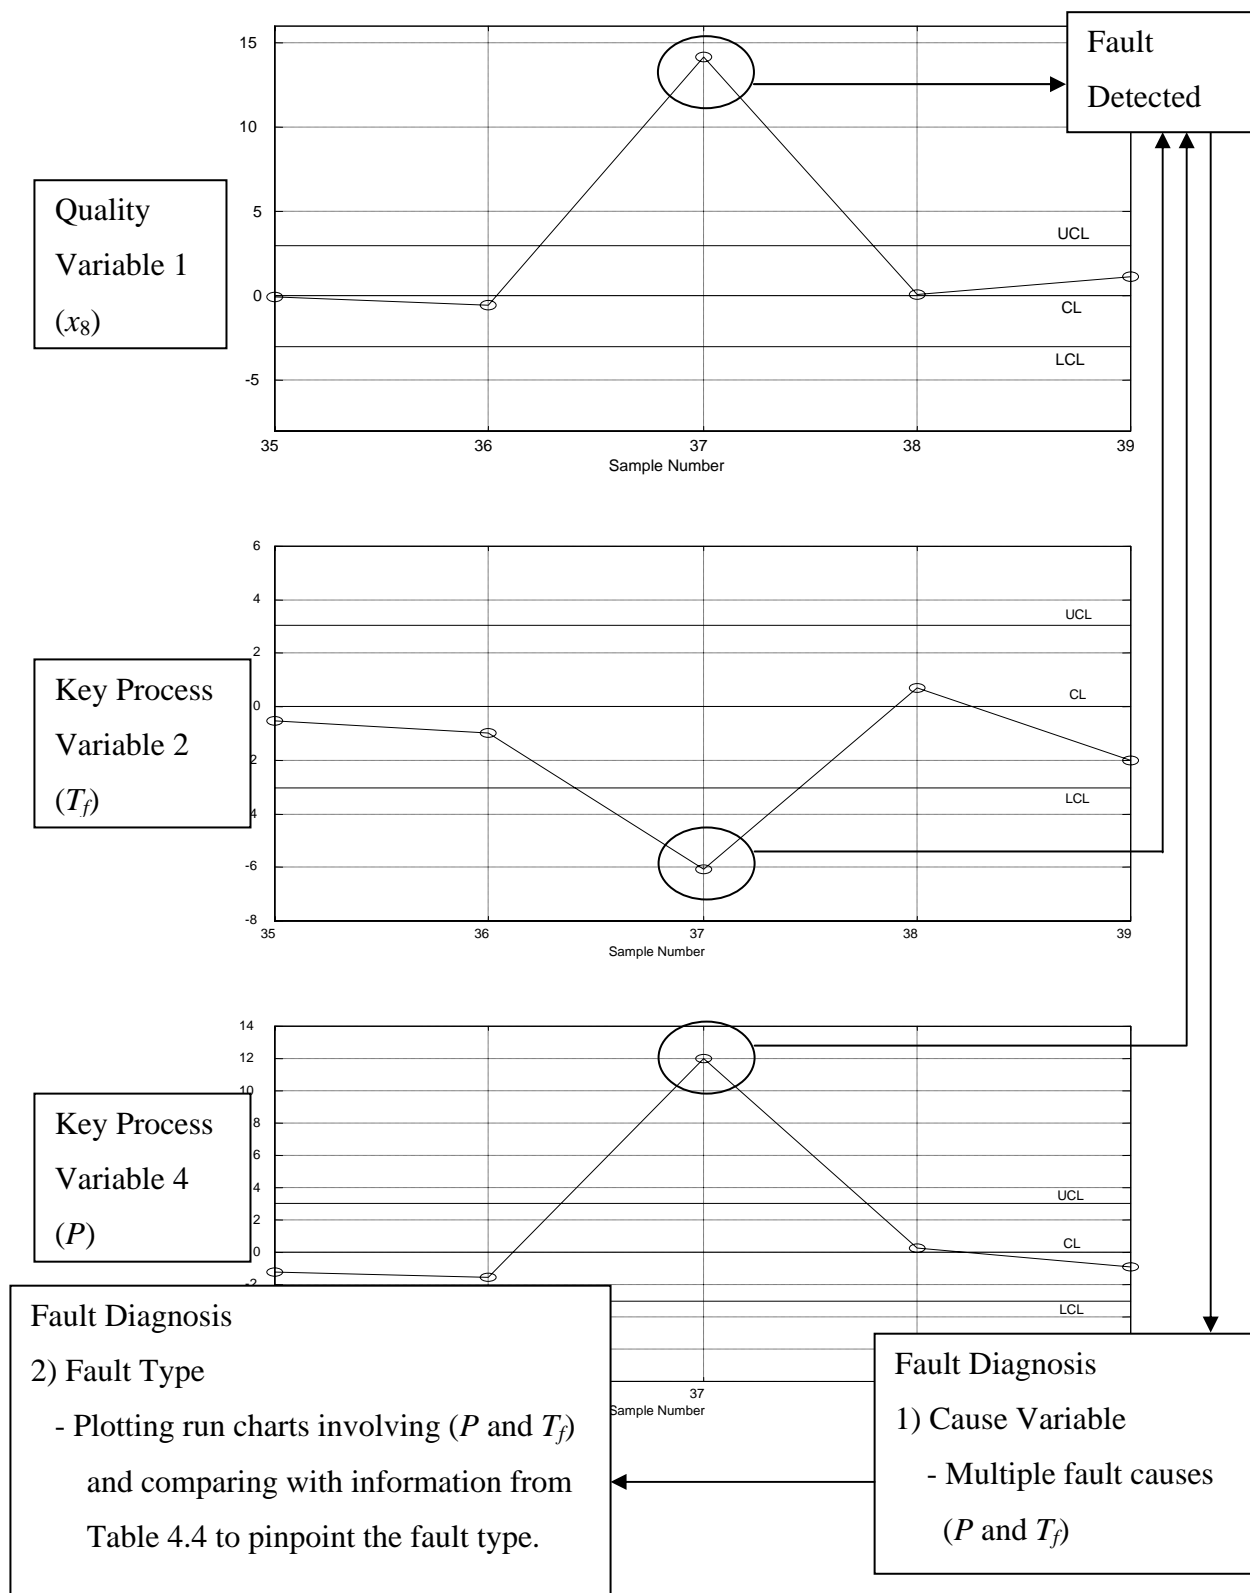 Fault
Detected
15
10
5
0
-5
UCL
CL
LCL
35
36
37
38
39
Sample Number
Quality
Variable 1
(x8)
6
4
2
0
2
4
-6
-8
UCL
CL
LCL
35
36
37
38
39
Sample Number
Key Process
Variable 2
(Tf)
14
12
10
8
6
4
2
0
-2
UCL
CL
LCL
37
Sample Number
Key Process
Variable 4
(P)
Fault Diagnosis
1) Cause Variable
- Multiple fault causes
(P and Tf)
Fault Diagnosis
2) Fault Type
- Plotting run charts involving (P and Tf)
and comparing with information from
Table 4.4 to pinpoint the fault type.